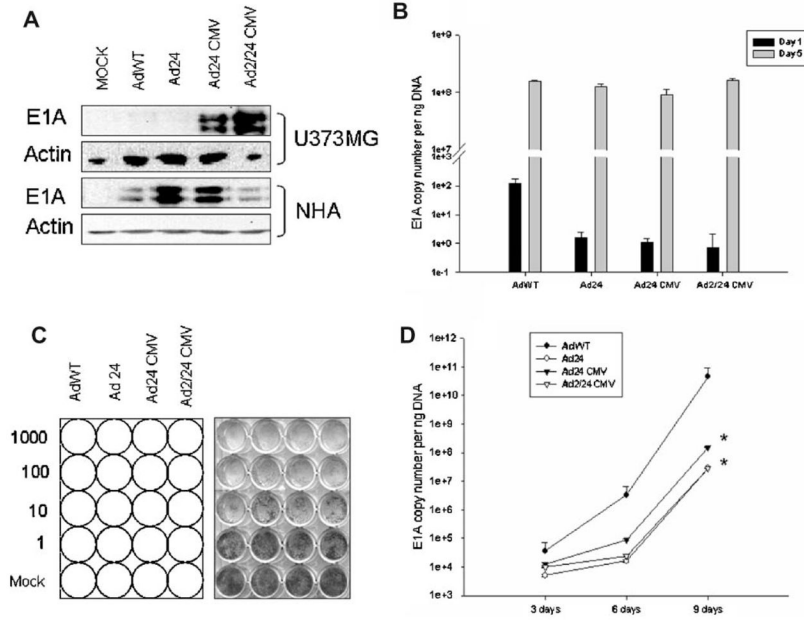 A
MOCK
AdWT
Ad24
Ad24 CMV
Ad2/24 CMV
E1A
Actin
U373MG
E1A
Actin
NHA
B
Day 1
Day 5
E1A copy number per ng DNA
1e+9
1e+8
1e+7
1e+3
1e+2
1e+1
1e+0
1e-1
AdWT
Ad24
Ad24 CMV
Ad2/24 CMV
C
AdWT
Ad 24
Ad24 CMV
Ad2/24 CMV
1000
100
10
1
Mock
D
AdWT
Ad24
Ad24 CMV
Ad2/24 CMV
E1A copy number per ng DNA
1e+12
1e+11
1e+10
1e+9
1e+8
1e+7
1e+6
1e+5
1e+4
1e+3
*
*
3 days
6 days
9 days